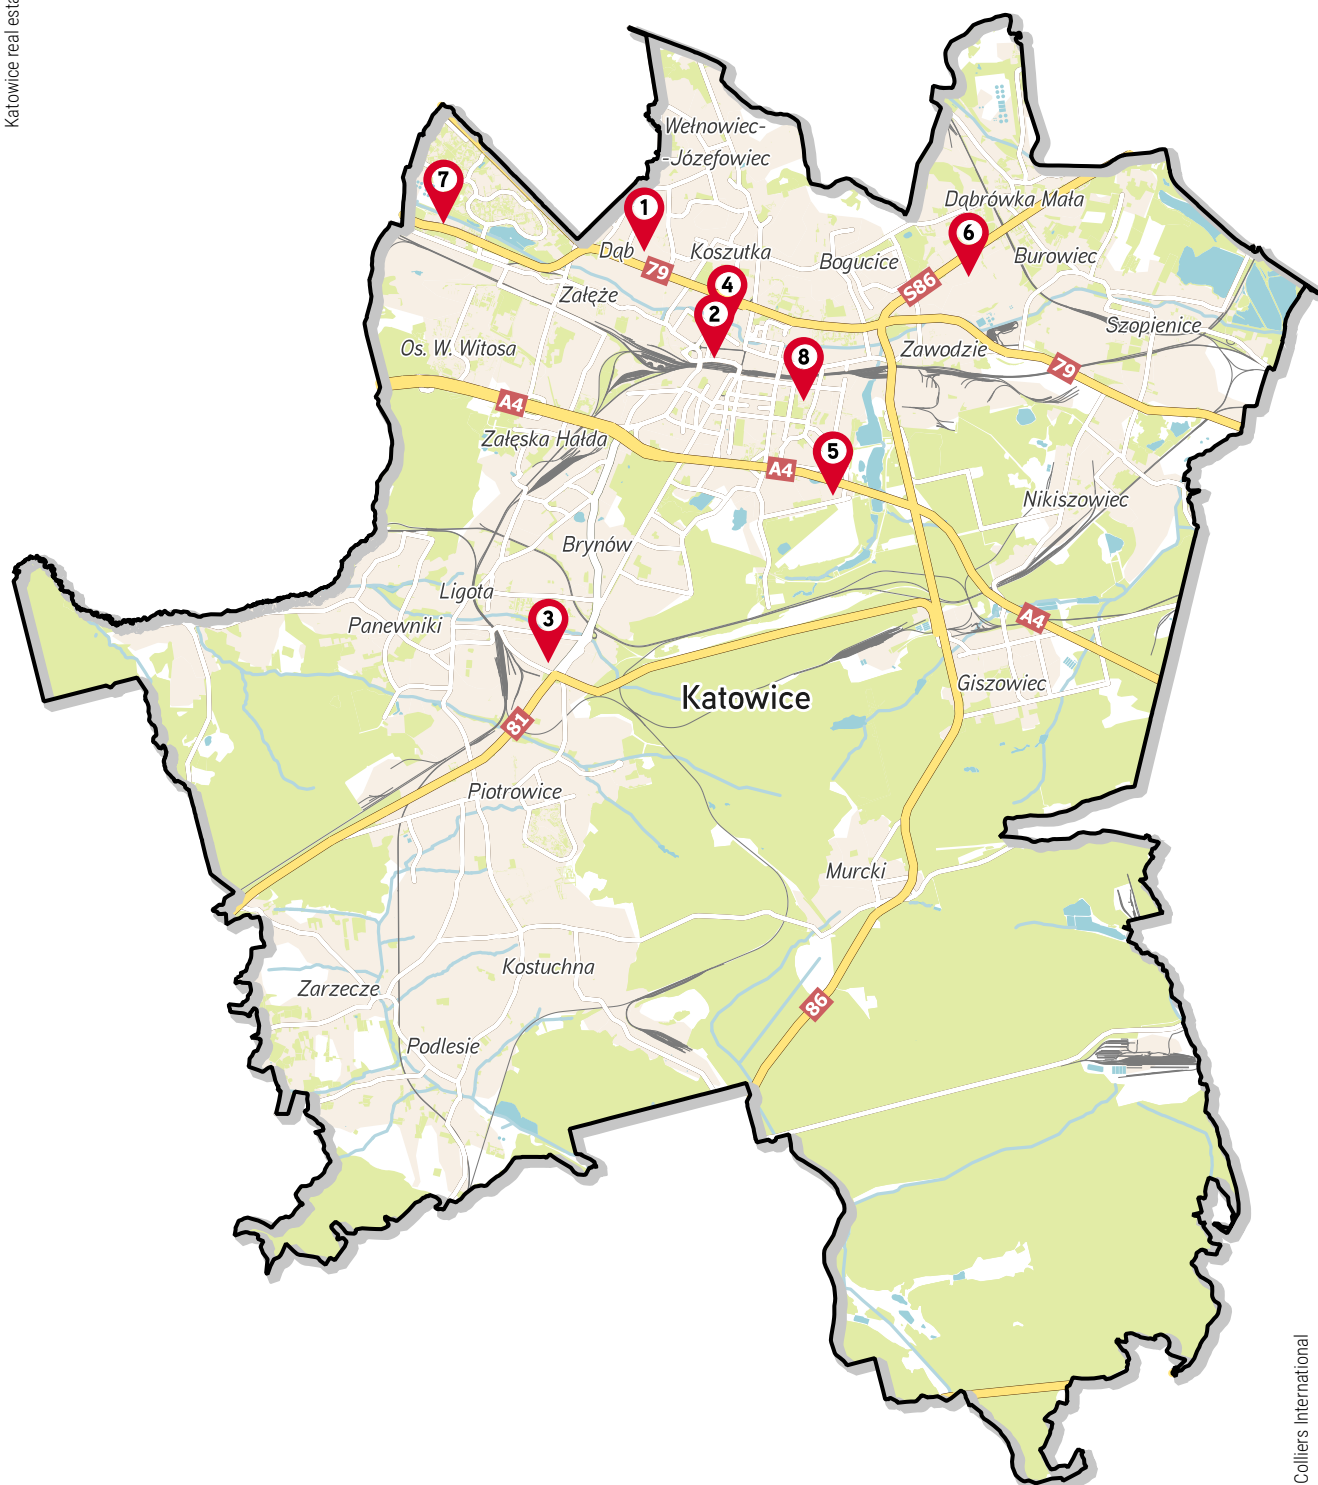 Katowice real
Wełnowiec-
-Józefowiec
7
Dąbrówka Mała
1
6
Dąb
Koszutka
Bogucice
Burowiec
79
4
S86
Załęże
2
Szopienice
Os. W. Witosa
8
Zawodzie
79
A4
Załęska Hałda
5
A4
Nikiszowiec
Brynów
Ligota
3
Panewniki
A4
Giszowiec
Katowice
81
Piotrowice
Murcki
Kostuchna
Zarzecze
86
Podlesie
Colliers International